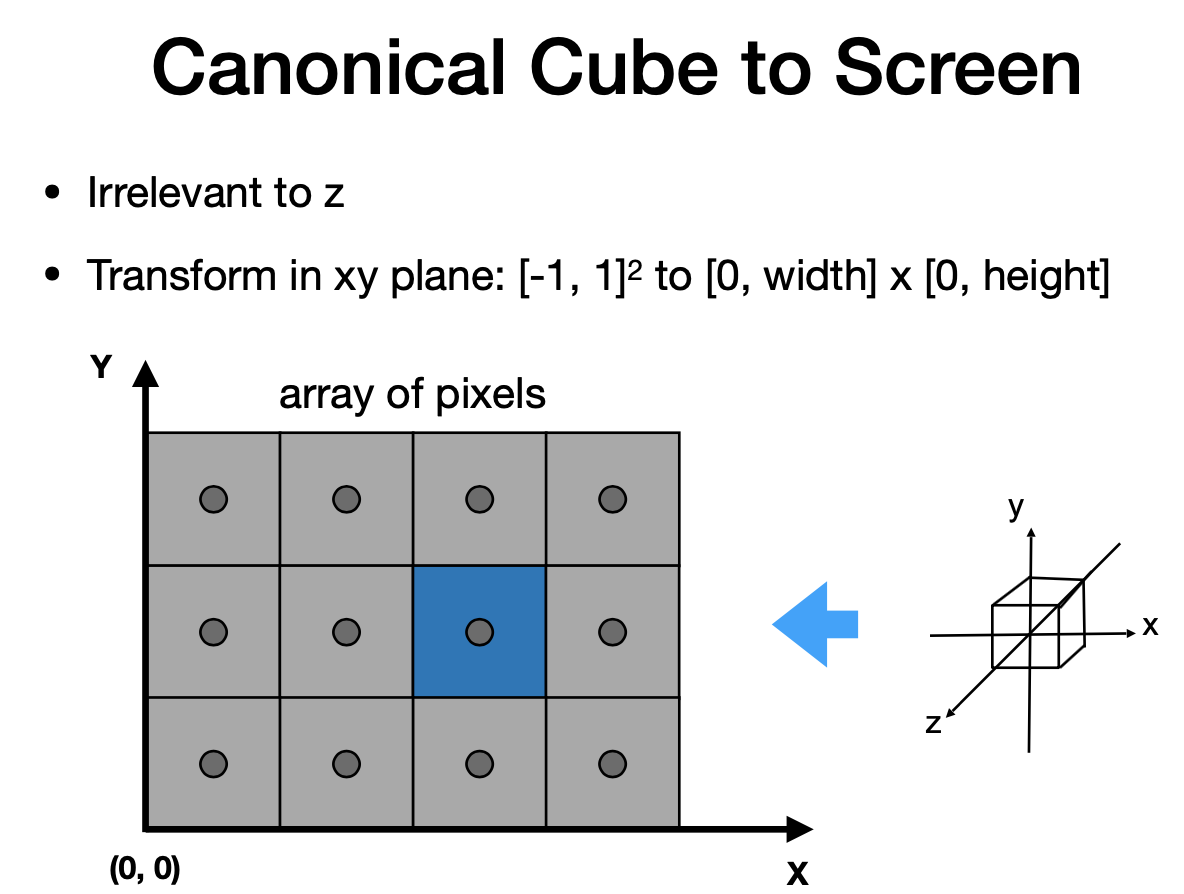 Canonical Cube to Screen
• Irrelevant to z
• Transform in xy plane: [-1, 1]² to [0, width] x [0, height]
Y
array of pixels
y
x
z
(0, 0)
X